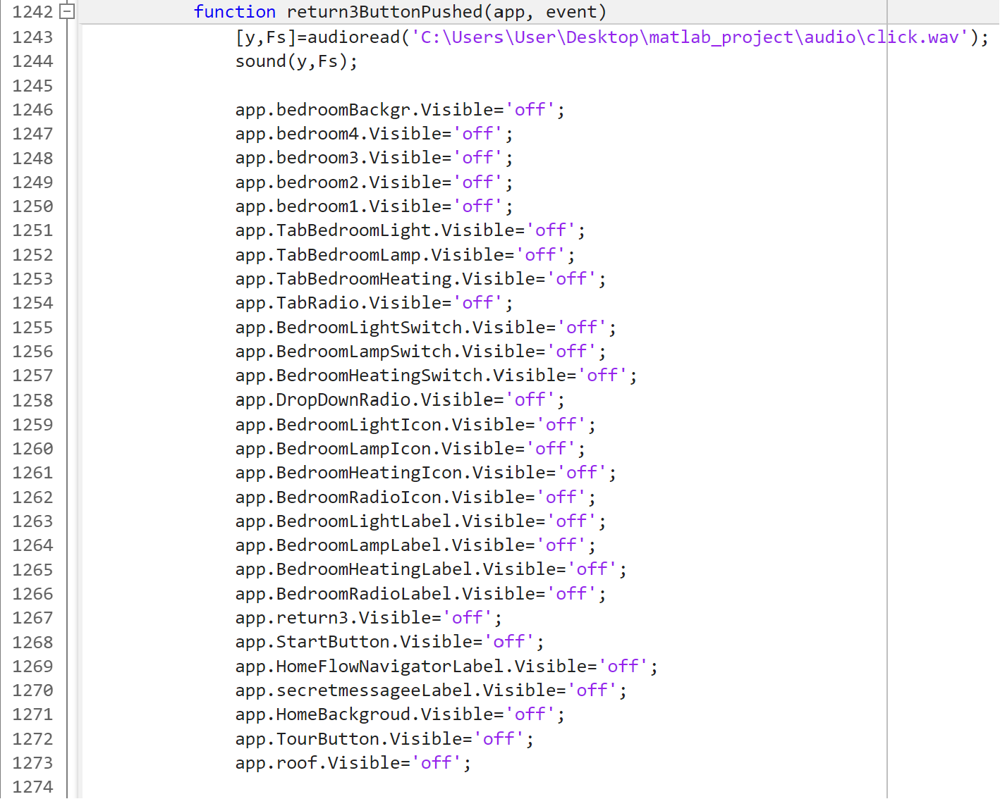 1242 function return3ButtonPushed(app, event)
1243 [y,Fs]=audioread('C:\Users\User\Desktop\matlab_project\audio\click.wav');
1244 sound(y,Fs);
1245
1246 app.bedroomBackgr.Visible='off';
1247 app.bedroom4.Visible='off';
1248 app.bedroom3.Visible='off';
1249 app.bedroom2.Visible='off';
1250 app.bedroom1.Visible='off';
1251 app.TabBedroomLight.Visible='off';
1252 app.TabBedroomLamp.Visible='off';
1253 app.TabBedroomHeating.Visible='off';
1254 app.TabRadio.Visible='off';
1255 app.BedroomLightSwitch.Visible='off';
1256 app.BedroomLampSwitch.Visible='off';
1257 app.BedroomHeatingSwitch.Visible='off';
1258 app.DropDownRadio.Visible='off';
1259 app.BedroomLightIcon.Visible='off';
1260 app.BedroomLampIcon.Visible='off';
1261 app.BedroomHeatingIcon.Visible='off';
1262 app.BedroomRadioIcon.Visible='off';
1263 app.BedroomLightLabel.Visible='off';
1264 app.BedroomLampLabel.Visible='off';
1265 app.BedroomHeatingLabel.Visible='off';
1266 app.BedroomRadioLabel.Visible='off';
1267 app.return3.Visible='off';
1268 app.StartButton.Visible='off';
1269 app.HomeFlowNavigatorLabel.Visible='off';
1270 app.secretmessageeLabel.Visible='off';
1271 app.HomeBackgroud.Visible='off';
1272 app.TourButton.Visible='off';
1273 app.roof.Visible='off';
1274